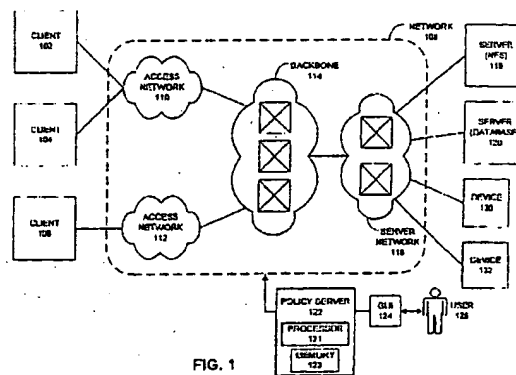 CLIENT
102
CLIENT
104
CLIENT
106
ACCESS
NETWORK
110
ACCESS
NETWORK
112
BACKBONE
114
NETWORK
108
SERVER
NETWORK
116
SERVER
(NFS)
118
SERVER
(DATABASE)
120
DEVICE
130
DEVICE
132
POLICY SERVER
122
PROCESSOR
121
MEMORY
123
GUI
124
USER
126
FIG. 1